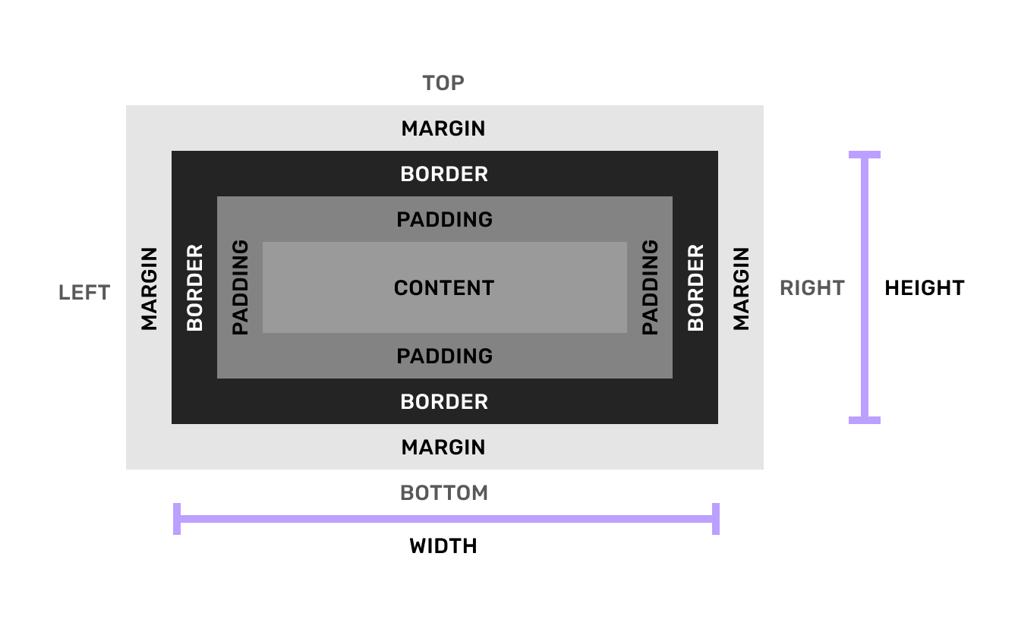 TOP
MARGIN
BORDER
PADDING
LEFT
MARGIN
BORDER
PADDING
CONTENT
PADDING
BORDER
MARGIN
RIGHT
HEIGHT
PADDING
BORDER
MARGIN
BOTTOM
WIDTH